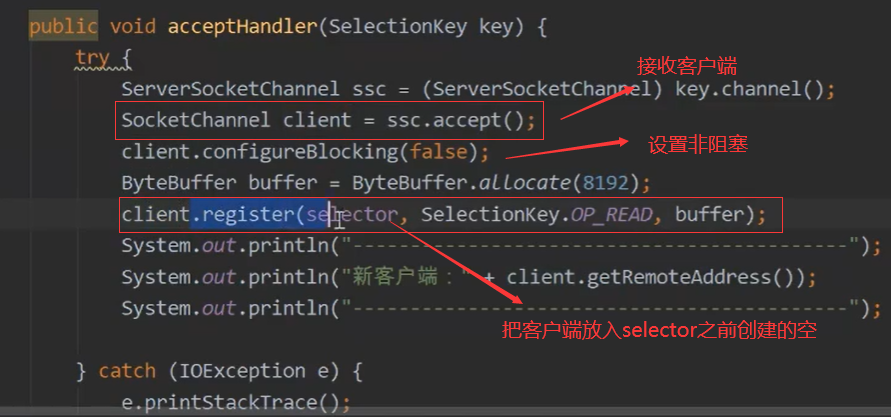 public void acceptHandler(SelectionKey key) {
try {
接收客户端
ServerSocketChannel ssc = (ServerSocketChannel) key.channel();
SocketChannel client = ssc.accept();
设置非阻塞
client.configureBlocking(false);
ByteBuffer buffer = ByteBuffer.allocate(8192);
client.register(selector, SelectionKey.OP_READ, buffer);
System.out.println("-------------------------------------------");
System.out.println("新客户端：" + client.getRemoteAddress());
System.out.println("-------------------------------------------");
把客户端放入selector之前创建的空
} catch (IOException e) {
e.printStackTrace();